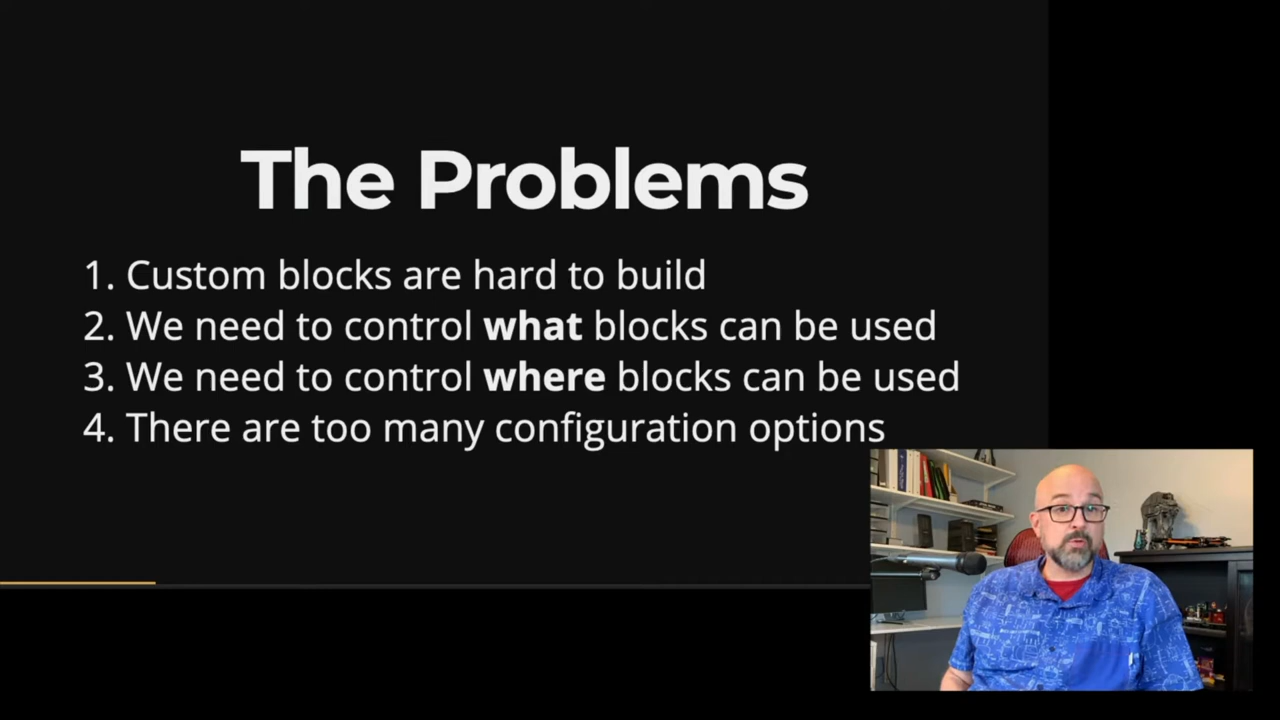 The Problems
1. Custom blocks are hard to build
2. We need to control what blocks can be used
3. We need to control where blocks can be used
4. There are too many configuration options